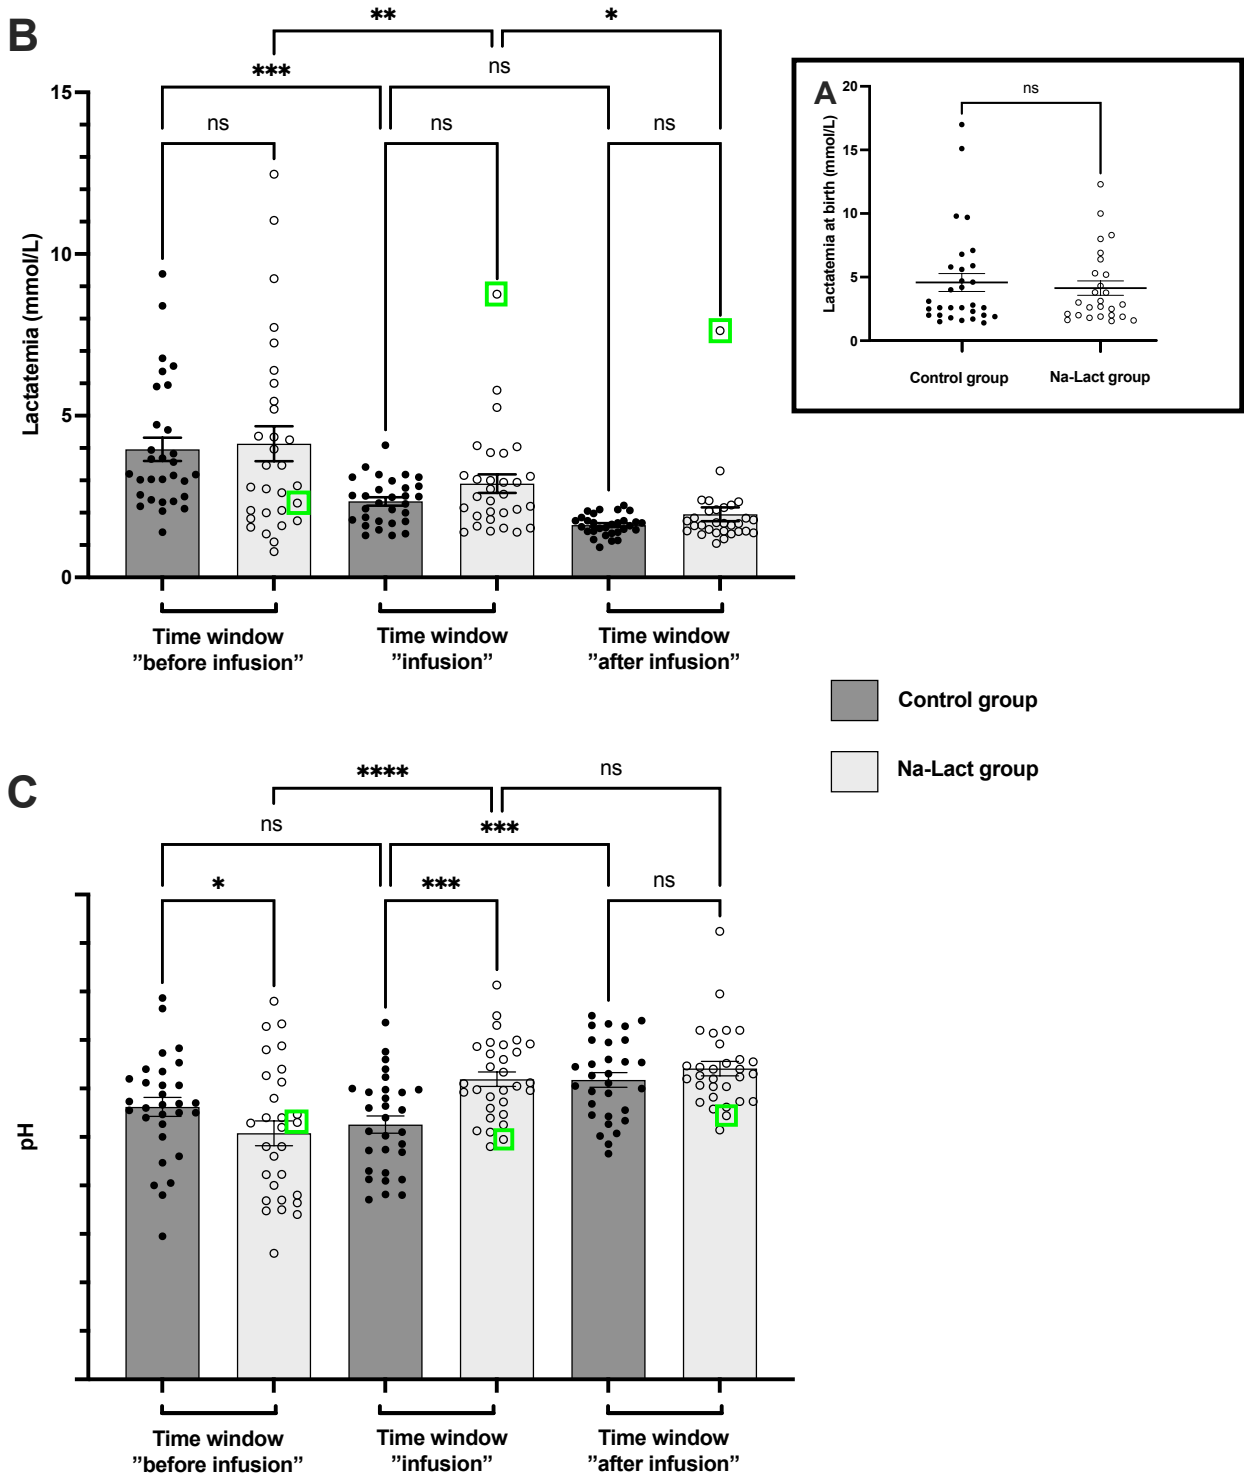 B
**
*
***
ns
ns
ns
ns
15
10
5
0
Lactatemia (mmol/L)
Time window
”before infusion”
Time window
”infusion”
Time window
”after infusion”
A
ns
20
15
10
5
0
Lactatemia at birth (mmol/L)
Control group
Na-Lact group
Control group
Na-Lact group
C
****
ns
ns
***
*
***
ns
pH
Time window
”before infusion”
Time window
”infusion”
Time window
”after infusion”